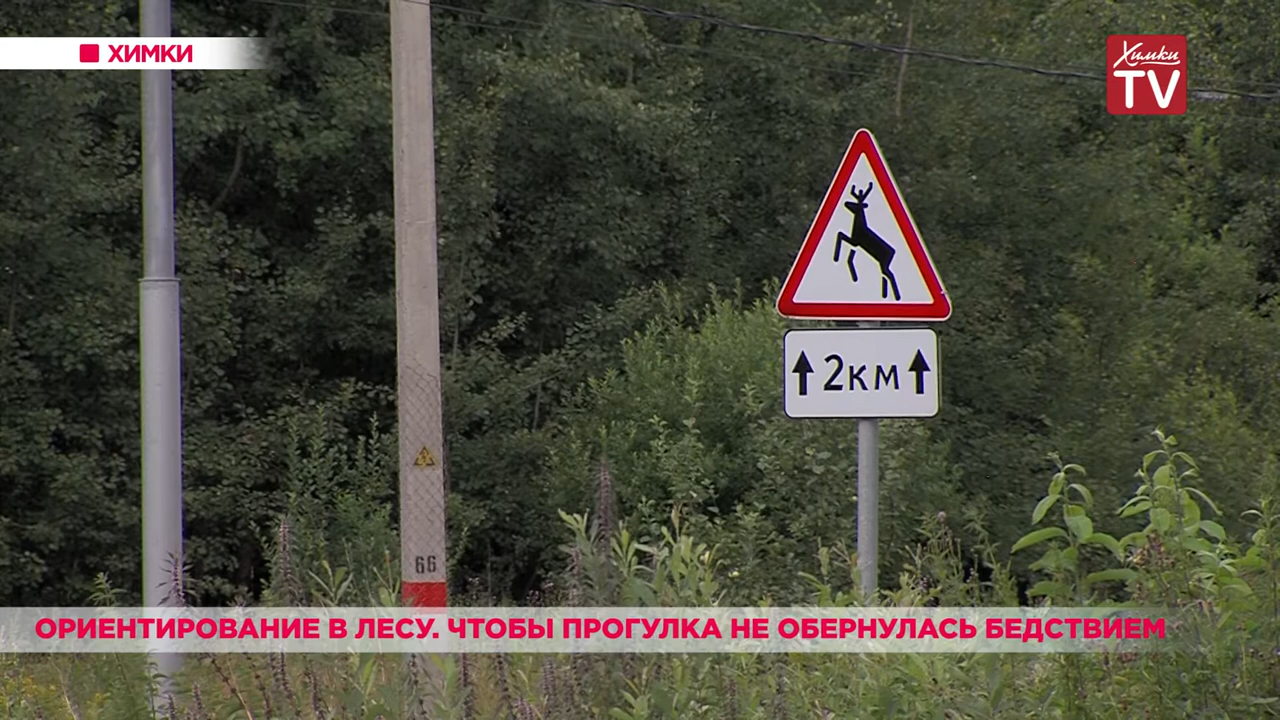 ХИМКИ
Химки
TV
2км
66
ОРИЕНТИРОВАНИЕ В ЛЕСУ. ЧТОБЫ ПРОГУЛКА НЕ ОБЕРНУЛАСЬ БЕДСТВИЕМ